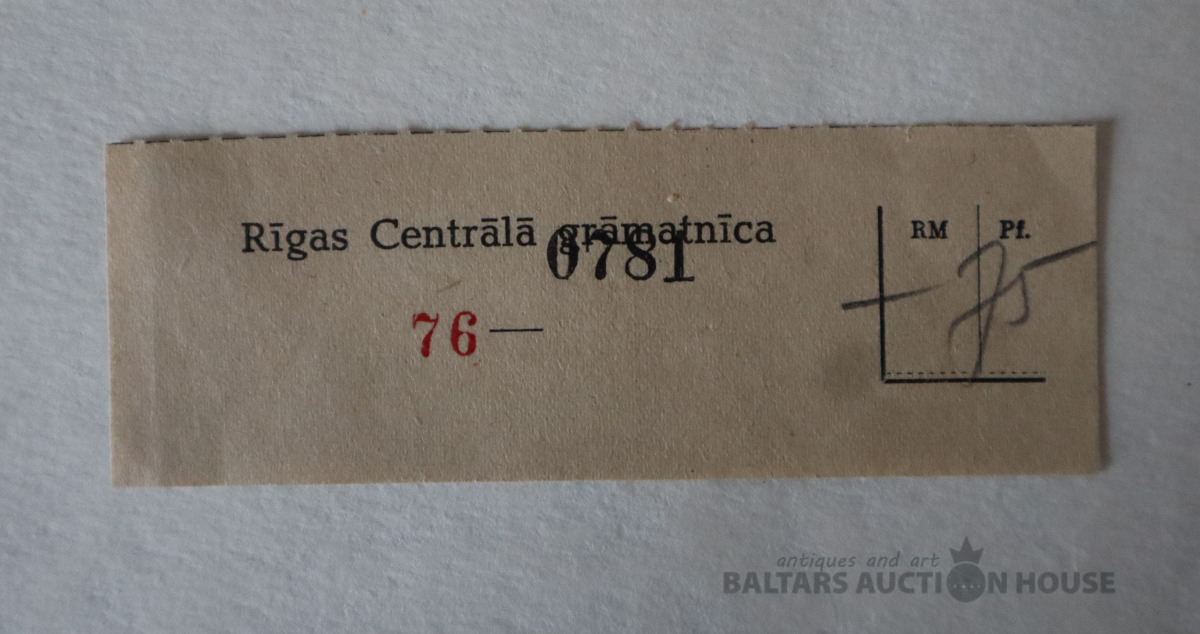 Rīgas Centrālā grāmatnīca
0781
76—
RM Pf.
— 75
antiques and art
BALTARS AUCTION HOUSE